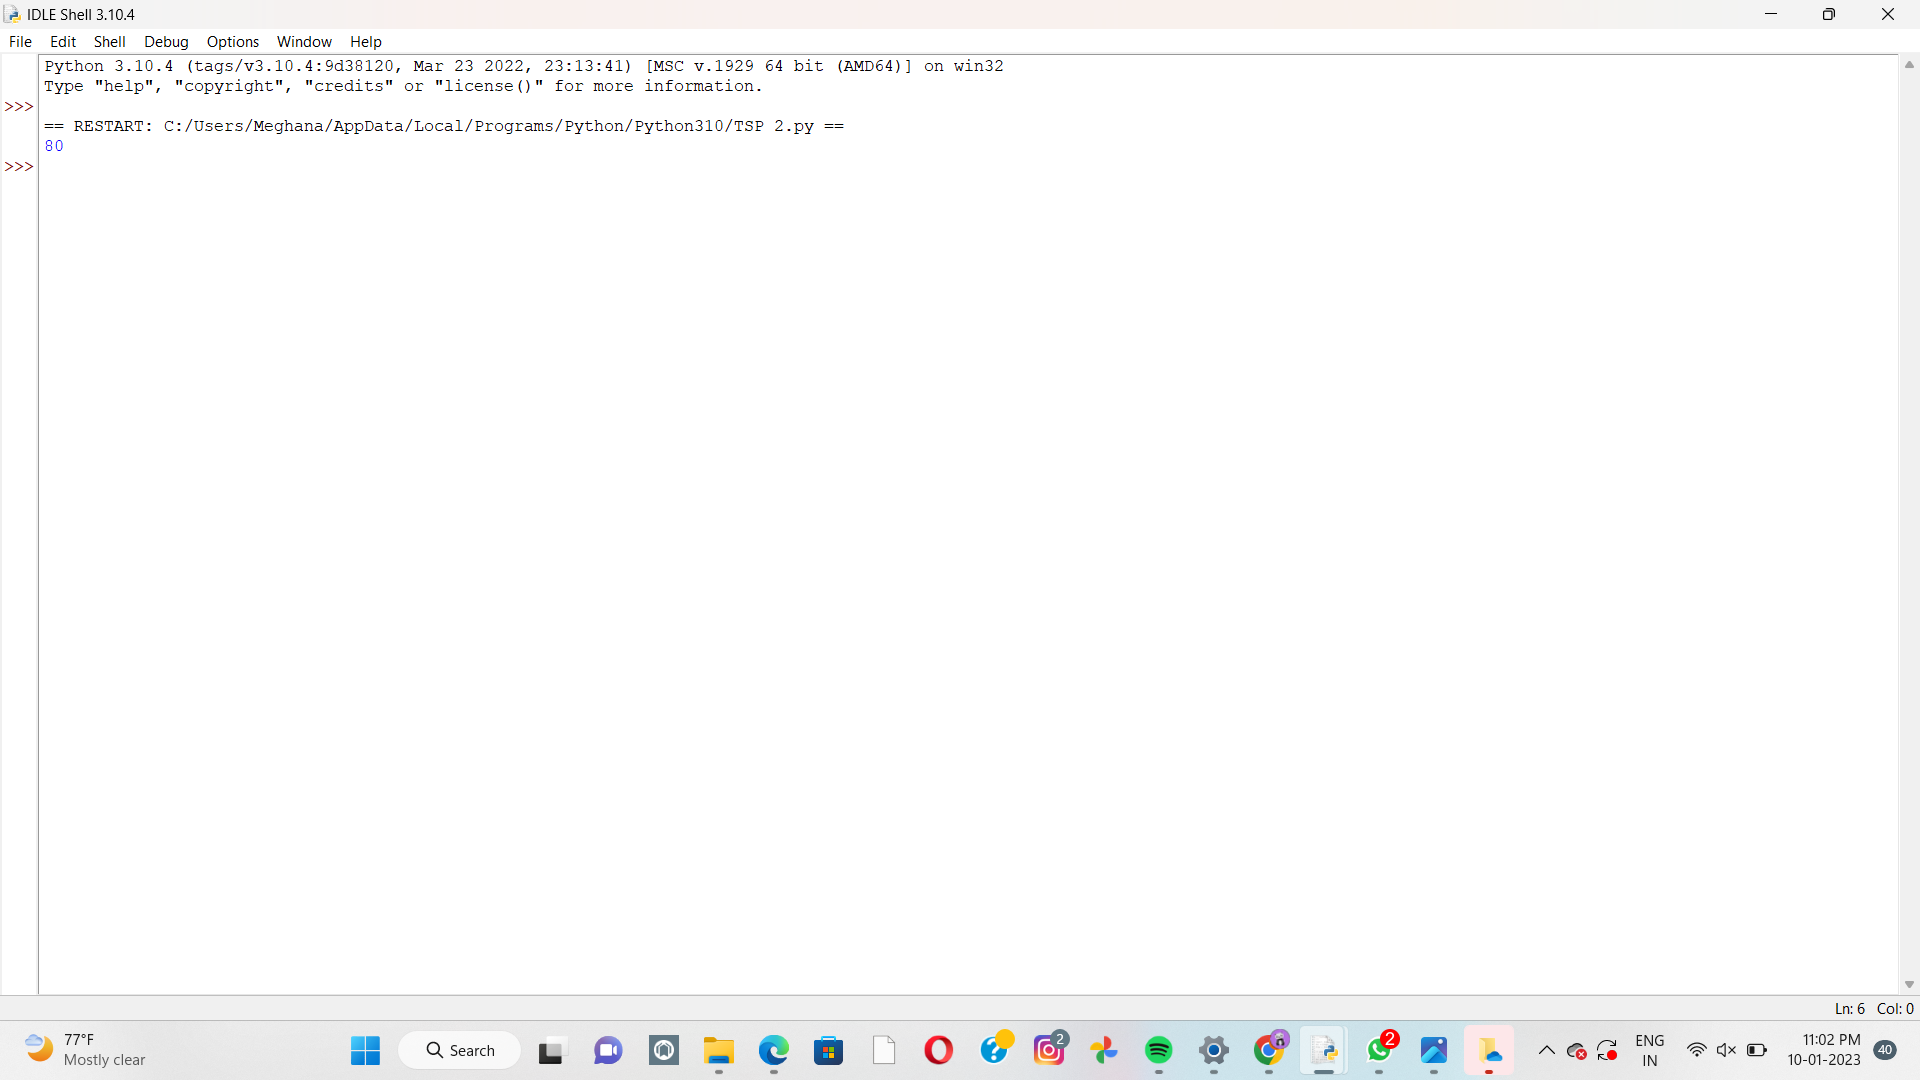 IDLE Shell 3.10.4
File Edit Shell Debug Options Window Help
Python 3.10.4 (tags/v3.10.4:9d38120, Mar 23 2022, 23:13:41) [MSC v.1929 64 bit (AMD64)] on win32
Type "help", "copyright", "credits" or "license()" for more information.
>>>
== RESTART: C:/Users/Meghana/AppData/Local/Programs/Python/Python310/TSP 2.py ==
80
>>>
Ln: 6 Col: 0
77°F
Mostly clear
Search
2
2
ENG
IN
11:02 PM
10-01-2023
40